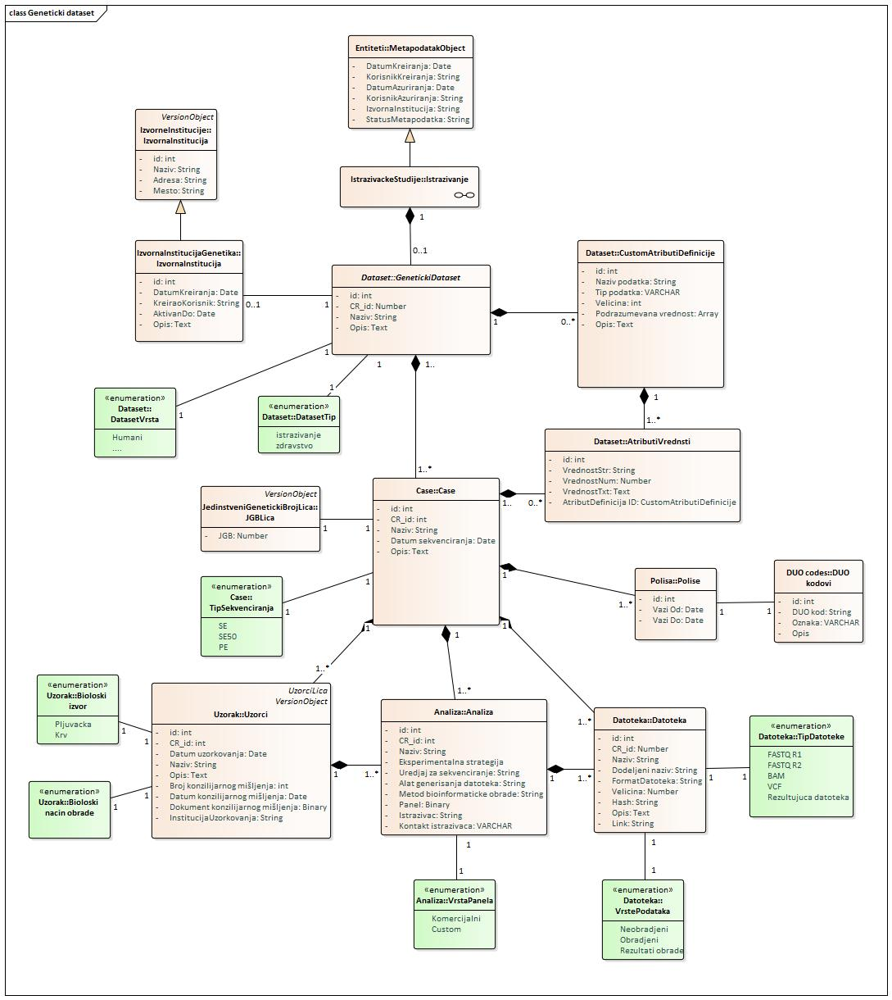 class Geneticki dataset
Entiteti::MetapodatakObject
- DatumKreiranja: Date
- KorisnikKreiranja: String
- DatumAzuriranja: Date
- KorisnikAzuriranja: String
- IzvornaInstitucija: String
- StatusMetapodatka: String
VersionObject
IzvorneInstitucije::
IzvornaInstitucija
- id: int
- Naziv: String
- Adresa: String
- Mesto: String
IstrazivackeStudije::Istrazivanje
1
0..1
IzvornaInstitucijaGenetika::
IzvornaInstitucija
- id: int
- DatumKreiranja: Date
- KreiraoKorisnik: String
- AktivanDo: Date
- Opis: Text
0..1
1
Dataset::GenetickiDataset
- id: int
- CR_id: Number
- Naziv: String
- Opis: Text
1
0..*
Dataset::CustomAtributiDefinicije
- id: int
- Naziv podatka: String
- Tip podatka: VARCHAR
- Velicina: int
- Podrazumevana vrednost: Array
- Opis: Text
1
1
1
1
1..
«enumeration»
Dataset::
DatasetVrsta
Humani
....
«enumeration»
Dataset::DatasetTip
istrazivanje
zdravstvo
1
1..*
Dataset::AtributiVrednsti
- id: int
- VrednostStr: String
- VrednostNum: Number
- VrednostTxt: Text
- AtributDefinicija ID: CustomAtributiDefinicije
1..*
Case::Case
- id: int
- CR_id: int
- Naziv: String
- Datum sekvenciranja: Date
- Opis: Text
1..
0..*
VersionObject
JedinstveniGenetickiBrojLica::
JGBLica
- JGB: Number
1
1
«enumeration»
Case::
TipSekvenciranja
SE
SE50
PE
1
1
1
1..*
Polisa::Polise
- id: int
- Vazi Od: Date
- Vazi Do: Date
1
1
DUO codes::DUO
kodovi
- id: int
- DUO kod: String
- Oznaka: VARCHAR
- Opis
1
1..*
1
1..*
1
1..*
«enumeration»
Uzorak::Bioloski
izvor
Pljuvacka
Krv
1
1
UzorciLica
VersionObject
Uzorak::Uzorci
- id: int
- CR_id: int
- Datum uzorkovanja: Date
- Naziv: String
- Opis: Text
- Broj konzilijarnog mišljenja: int
- Datum konzilijarnog mišljenja: Date
- Dokument konzilijarnog mišljenja: Binary
- InstitucijaUzorkovanja: String
«enumeration»
Uzorak::Bioloski
nacin obrade
1
1
1
1..*
Analiza::Analiza
- id: int
- CR_id: int
- Naziv: String
- Eksperimentalna strategija
- Uredjaj za sekvenciranje: String
- Alat generisanja datoteka: String
- Metod bioinformaticke obrade: String
- Panel: Binary
- Istrazivac: String
- Kontakt istrazivaca: VARCHAR
1
1..*
Datoteka::Datoteka
- id: int
- CR_id: Number
- Naziv: String
- Dodeljeni naziv: String
- FormatDatoteka: String
- Velicina: Number
- Hash: String
- Opis: Text
- Link: String
1
1
«enumeration»
Datoteka::TipDatoteke
FASTQ R1
FASTQ R2
BAM
VCF
Rezultujuca datoteka
1
1
«enumeration»
Analiza::VrstaPanela
Komercijalni
Custom
1
1
«enumeration»
Datoteka::
VrstePodataka
Neobradjeni
Obradjeni
Rezultati obrade